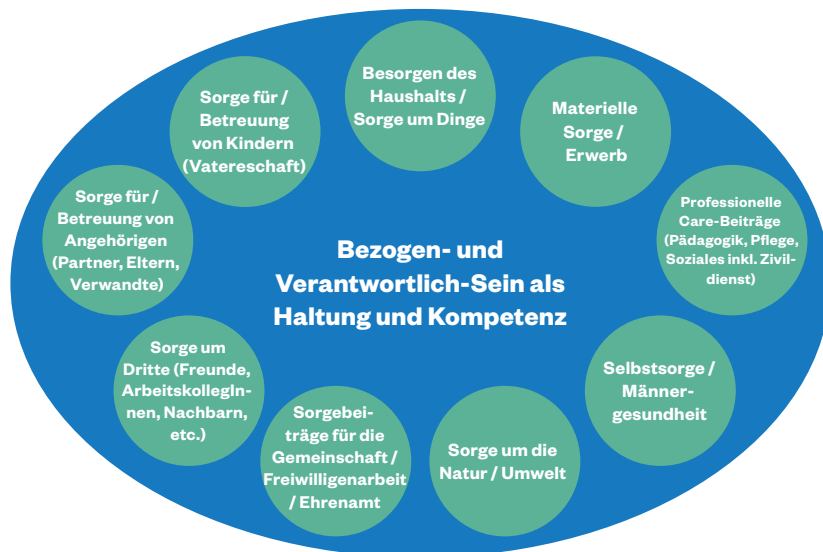 Besorgen des
Haushalts /
Sorge um Dinge
Materielle
Sorge /
Erwerb
Professionelle
Care-Beiträge
(Pädagogik, Pflege,
Soziales inkl. Zivil-
dienst)
Selbstsorge /
Männer-
gesundheit
Sorge um die
Natur / Umwelt
Sorgebei-
träge für die
Gemeinschaft /
Freiwilligenarbeit
/ Ehrenamt
Sorge um
Dritte (Freunde,
ArbeitskollegIn-
nen, Nachbarn,
etc.)
Sorge für /
Betreuung von
Angehörigen
(Partner, Eltern,
Verwandte)
Sorge für /
Betreuung
von Kindern
(Vatereschaft)
Bezogen- und
Verantwortlich-Sein als
Haltung und Kompetenz